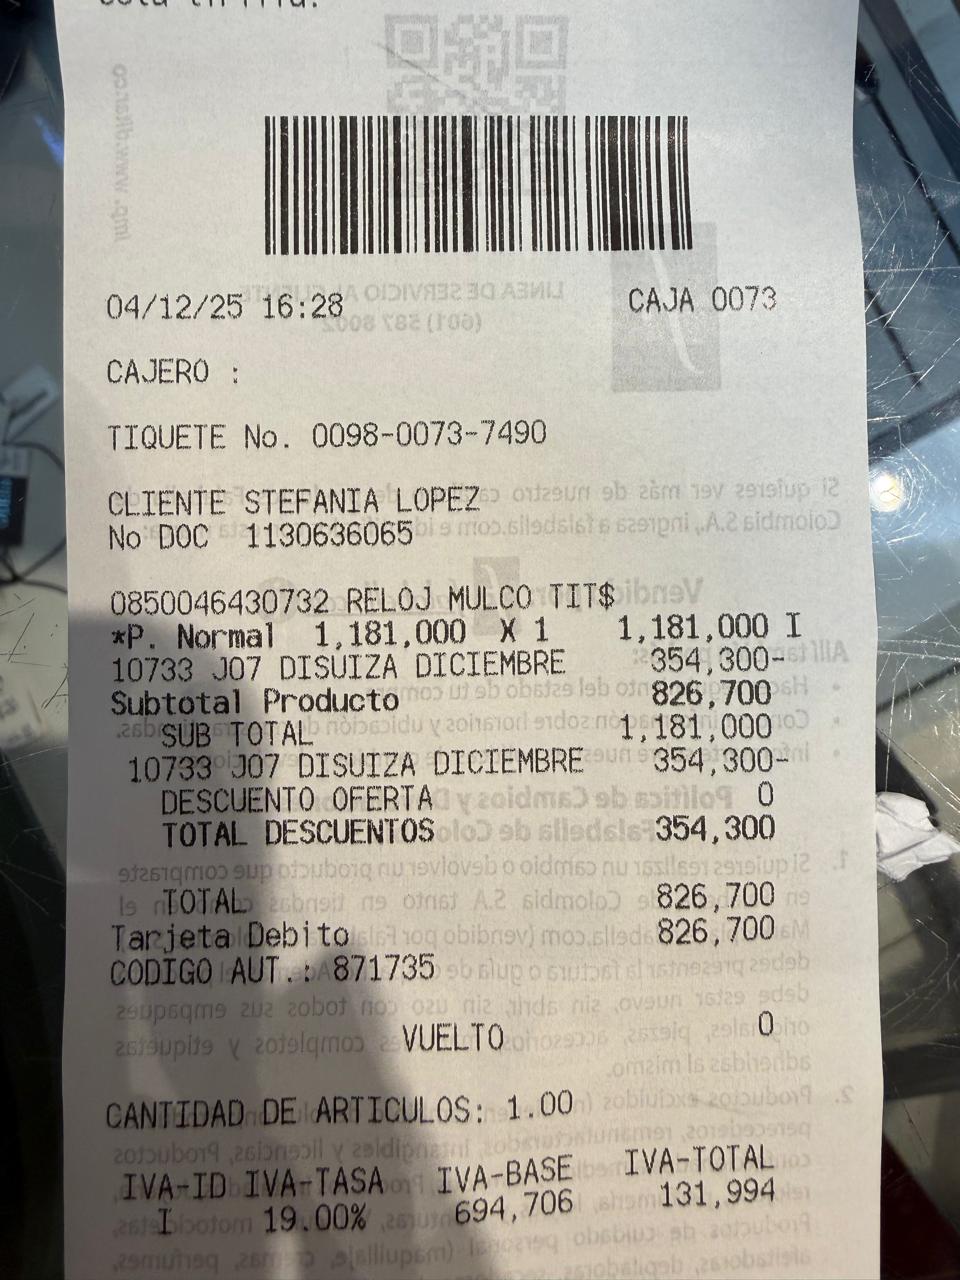 04/12/25 16:28 CAJA 0073
CAJERO :
TIQUETE No. 0098-0073-7490
CLIENTE STEFANIA LOPEZ
No DOC 1130636065
0850046430732 RELOJ MULCO TIT$
*P. Normal 1,181,000 X 1 1,181,000 I
10733 J07 DISUIZA DICIEMBRE 354,300-
Subtotal Producto 826,700
SUB TOTAL 1,181,000
10733 J07 DISUIZA DICIEMBRE 354,300-
DESCUENTO OFERTA 0
TOTAL DESCUENTOS 354,300
TOTAL 826,700
Tarjeta Debito 826,700
CODIGO AUT.: 871735
VUELTO 0
CANTIDAD DE ARTICULOS: 1.00
IVA-ID IVA-TASA IVA-BASE IVA-TOTAL
I 19.00% 694,706 131,994